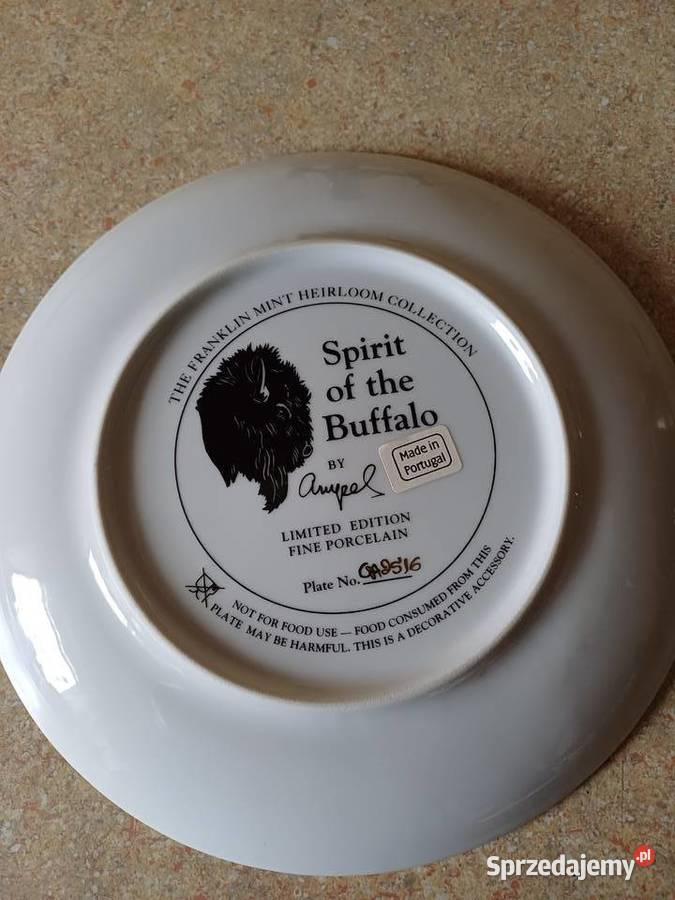 THE FRANKLIN MINT HEIRLOOM COLLECTION
Spirit
of the
Buffalo
BY
Made in
Portugal
LIMITED EDITION
FINE PORCELAIN
Plate No.
NOT FOR FOOD USE — FOOD CONSUMED FROM THIS
PLATE MAY BE HARMFUL. THIS IS A DECORATIVE ACCESSORY.
Sprzedajemy.pl